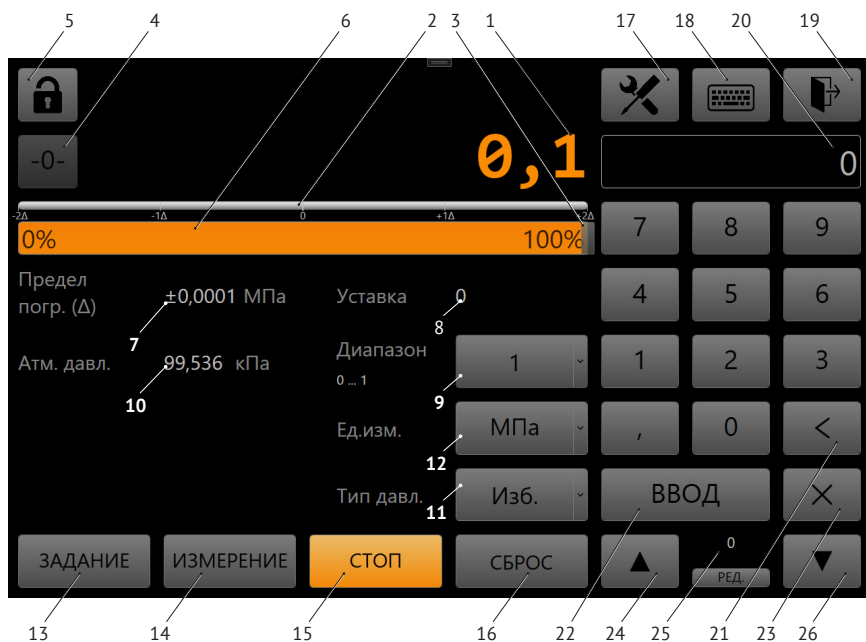 5 4 6 2 3 1 17 18 20 19
-0-
0,1
0
-2Δ -1Δ 0 +1Δ +2Δ
0% 100%
7 8 9
Предел
погр. (Δ) ±0,0001 МПа
Уставка 0
4 5 6
7 8
Атм. давл. 99,536 кПа
Диапазон
0 ... 1
1
1 2 3
10 9
Ед.изм. МПа
, 0 <
12
Тип давл. Изб.
11
ВВОД ×
ЗАДАНИЕ ИЗМЕРЕНИЕ СТОП СБРОС ▲ 0 ▼
РЕД.
13 14 15 16 22 24 25 21 23 26